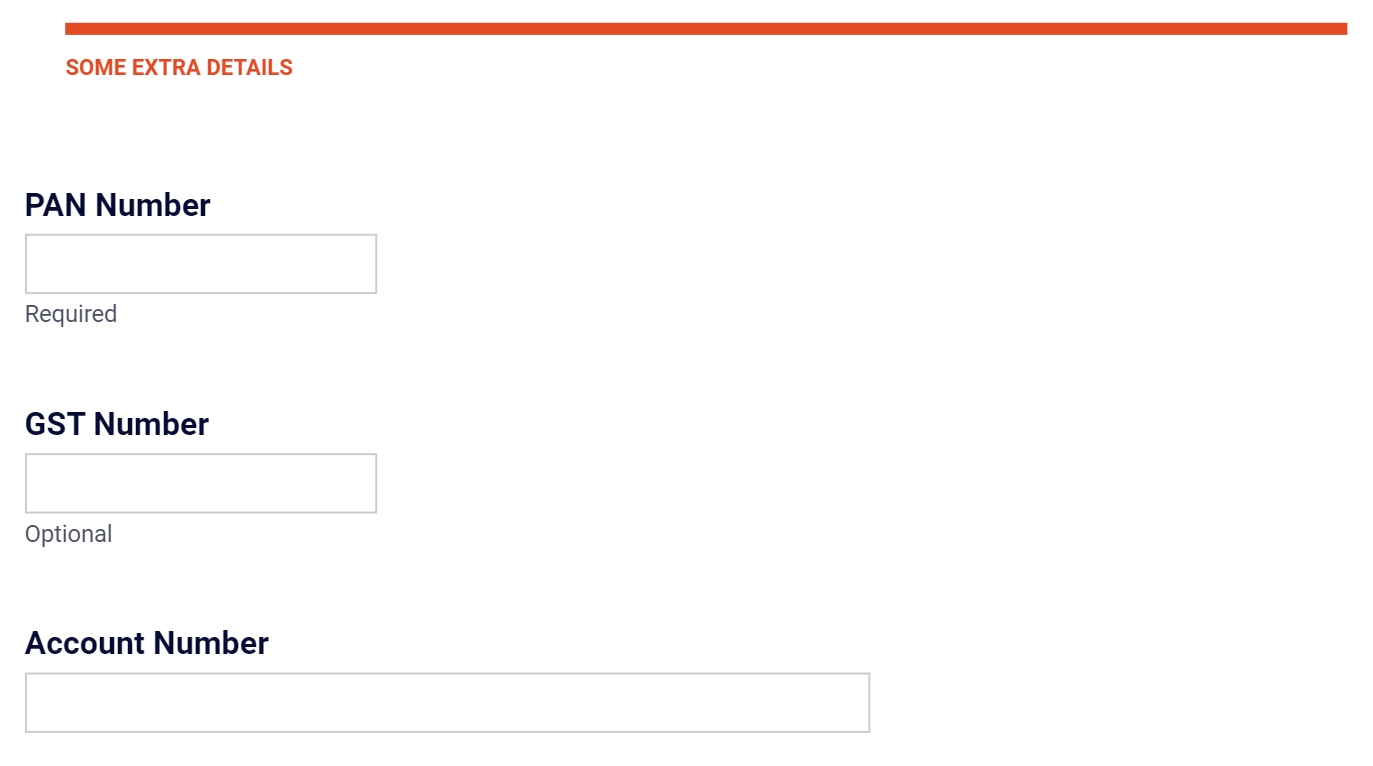 SOME EXTRA DETAILS
PAN Number
Required
GST Number
Optional
Account Number